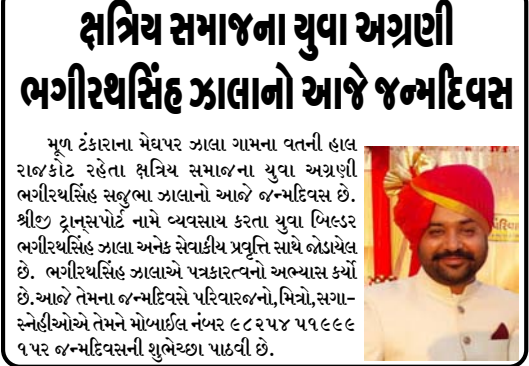 ક્ષત્રિય સમાજના યુવા અગ્રણી
ભગીરથસિંહ ઝાલાનો આજે જન્મદિવસ
મૂળ ટંકારાના મેઘપર ઝાલા ગામના વતની હાલ
રાજકોટ રહેતા ક્ષત્રિય સમાજના યુવા અગ્રણી
ભગીરથસિંહ સજુભા ઝાલાનો આજે જન્મદિવસ છે.
શ્રીજી ટ્રાન્સપોર્ટ નામે વ્યવસાય કરતા યુવા બિલ્ડર
ભગીરથસિંહ ઝાલા અનેક સેવાકીય પ્રવૃત્તિ સાથે જોડાયેલ
છે. ભગીરથસિંહ ઝાલાએ પત્રકારત્વનો અભ્યાસ કર્યો
છે.આજે તેમના જન્મદિવસે પરિવારજનો,મિત્રો,સગા-
સ્નેહીઓએ તેમને મોબાઈલ નંબર ૯૮૨૫૪ ૫૧૯૯૯
૧૫૨ જન્મદિવસની શુભેચ્છા પાઠવી છે.